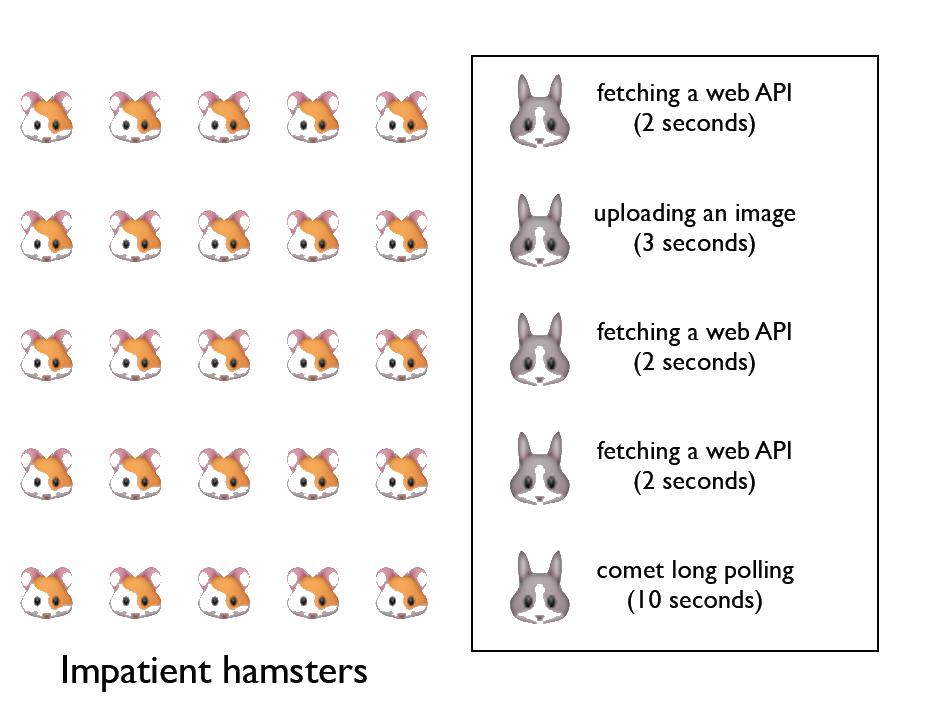 fetching a web API
(2 seconds)
uploading an image
(3 seconds)
fetching a web API
(2 seconds)
fetching a web API
(2 seconds)
comet long polling
(10 seconds)
Impatient hamsters